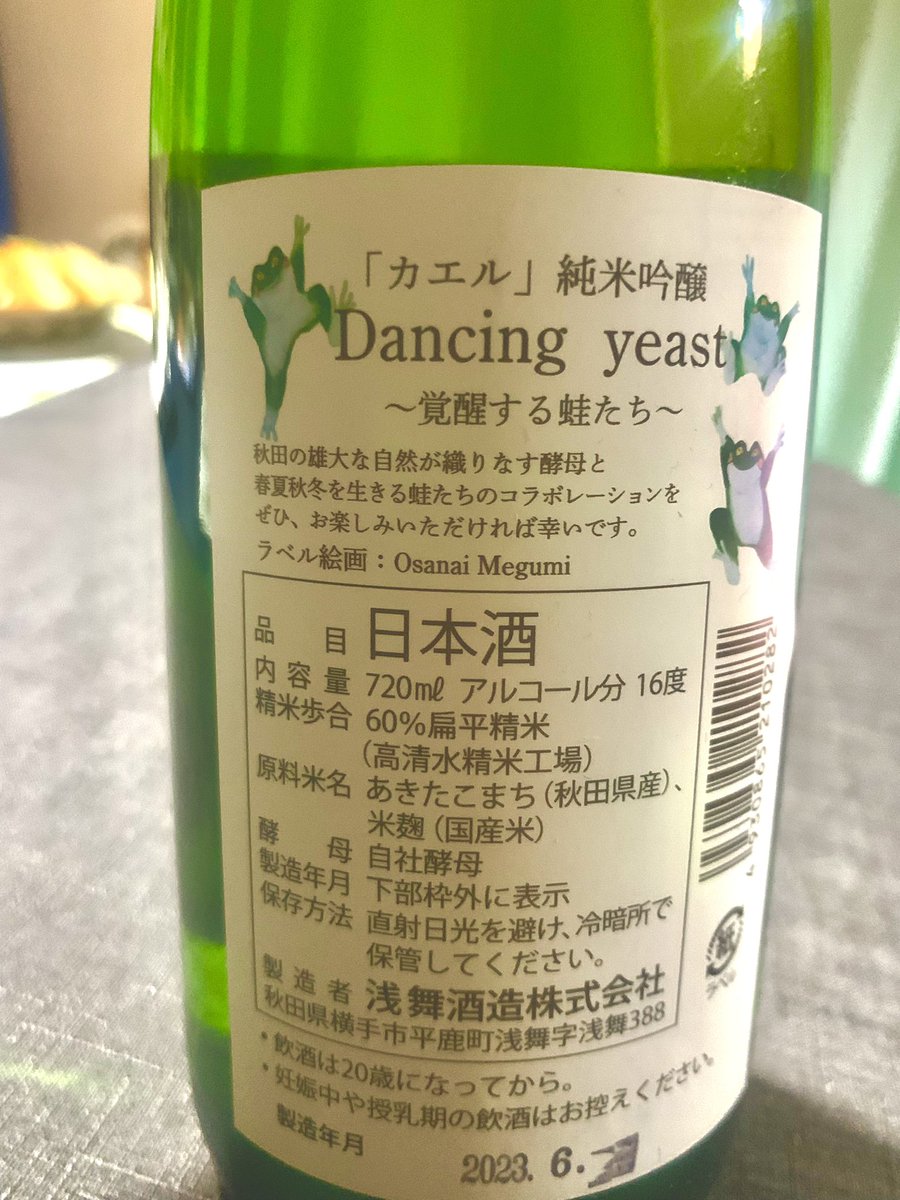 「カエル」純米吟醸
Dancing yeast
～覚醒する蛙たち～
秋田の雄大な自然が織りなす酵母と
春夏秋冬を生きる蛙たちのコラボレーションを
ぜひ、お楽しみいただければ幸いです。
ラベル絵画：Osanai Megumi
品目 日本酒
内容量 720㎖ アルコール分 16度
精米歩合 60%扁平精米
（高清水精米工場）
原料米名 あきたこまち（秋田県産）、
米麹（国産米）
酵母 自社酵母
製造年月 下部枠外に表示
保存方法 直射日光を避け、冷暗所で
保管してください。
製造者 浅舞酒造株式会社
秋田県横手市平鹿町浅舞字浅舞388
・飲酒は20歳になってから。
・妊娠中や授乳期の飲酒はお控えください。
製造年月
2023. 6.
4 930865 210282
紙
ラベル